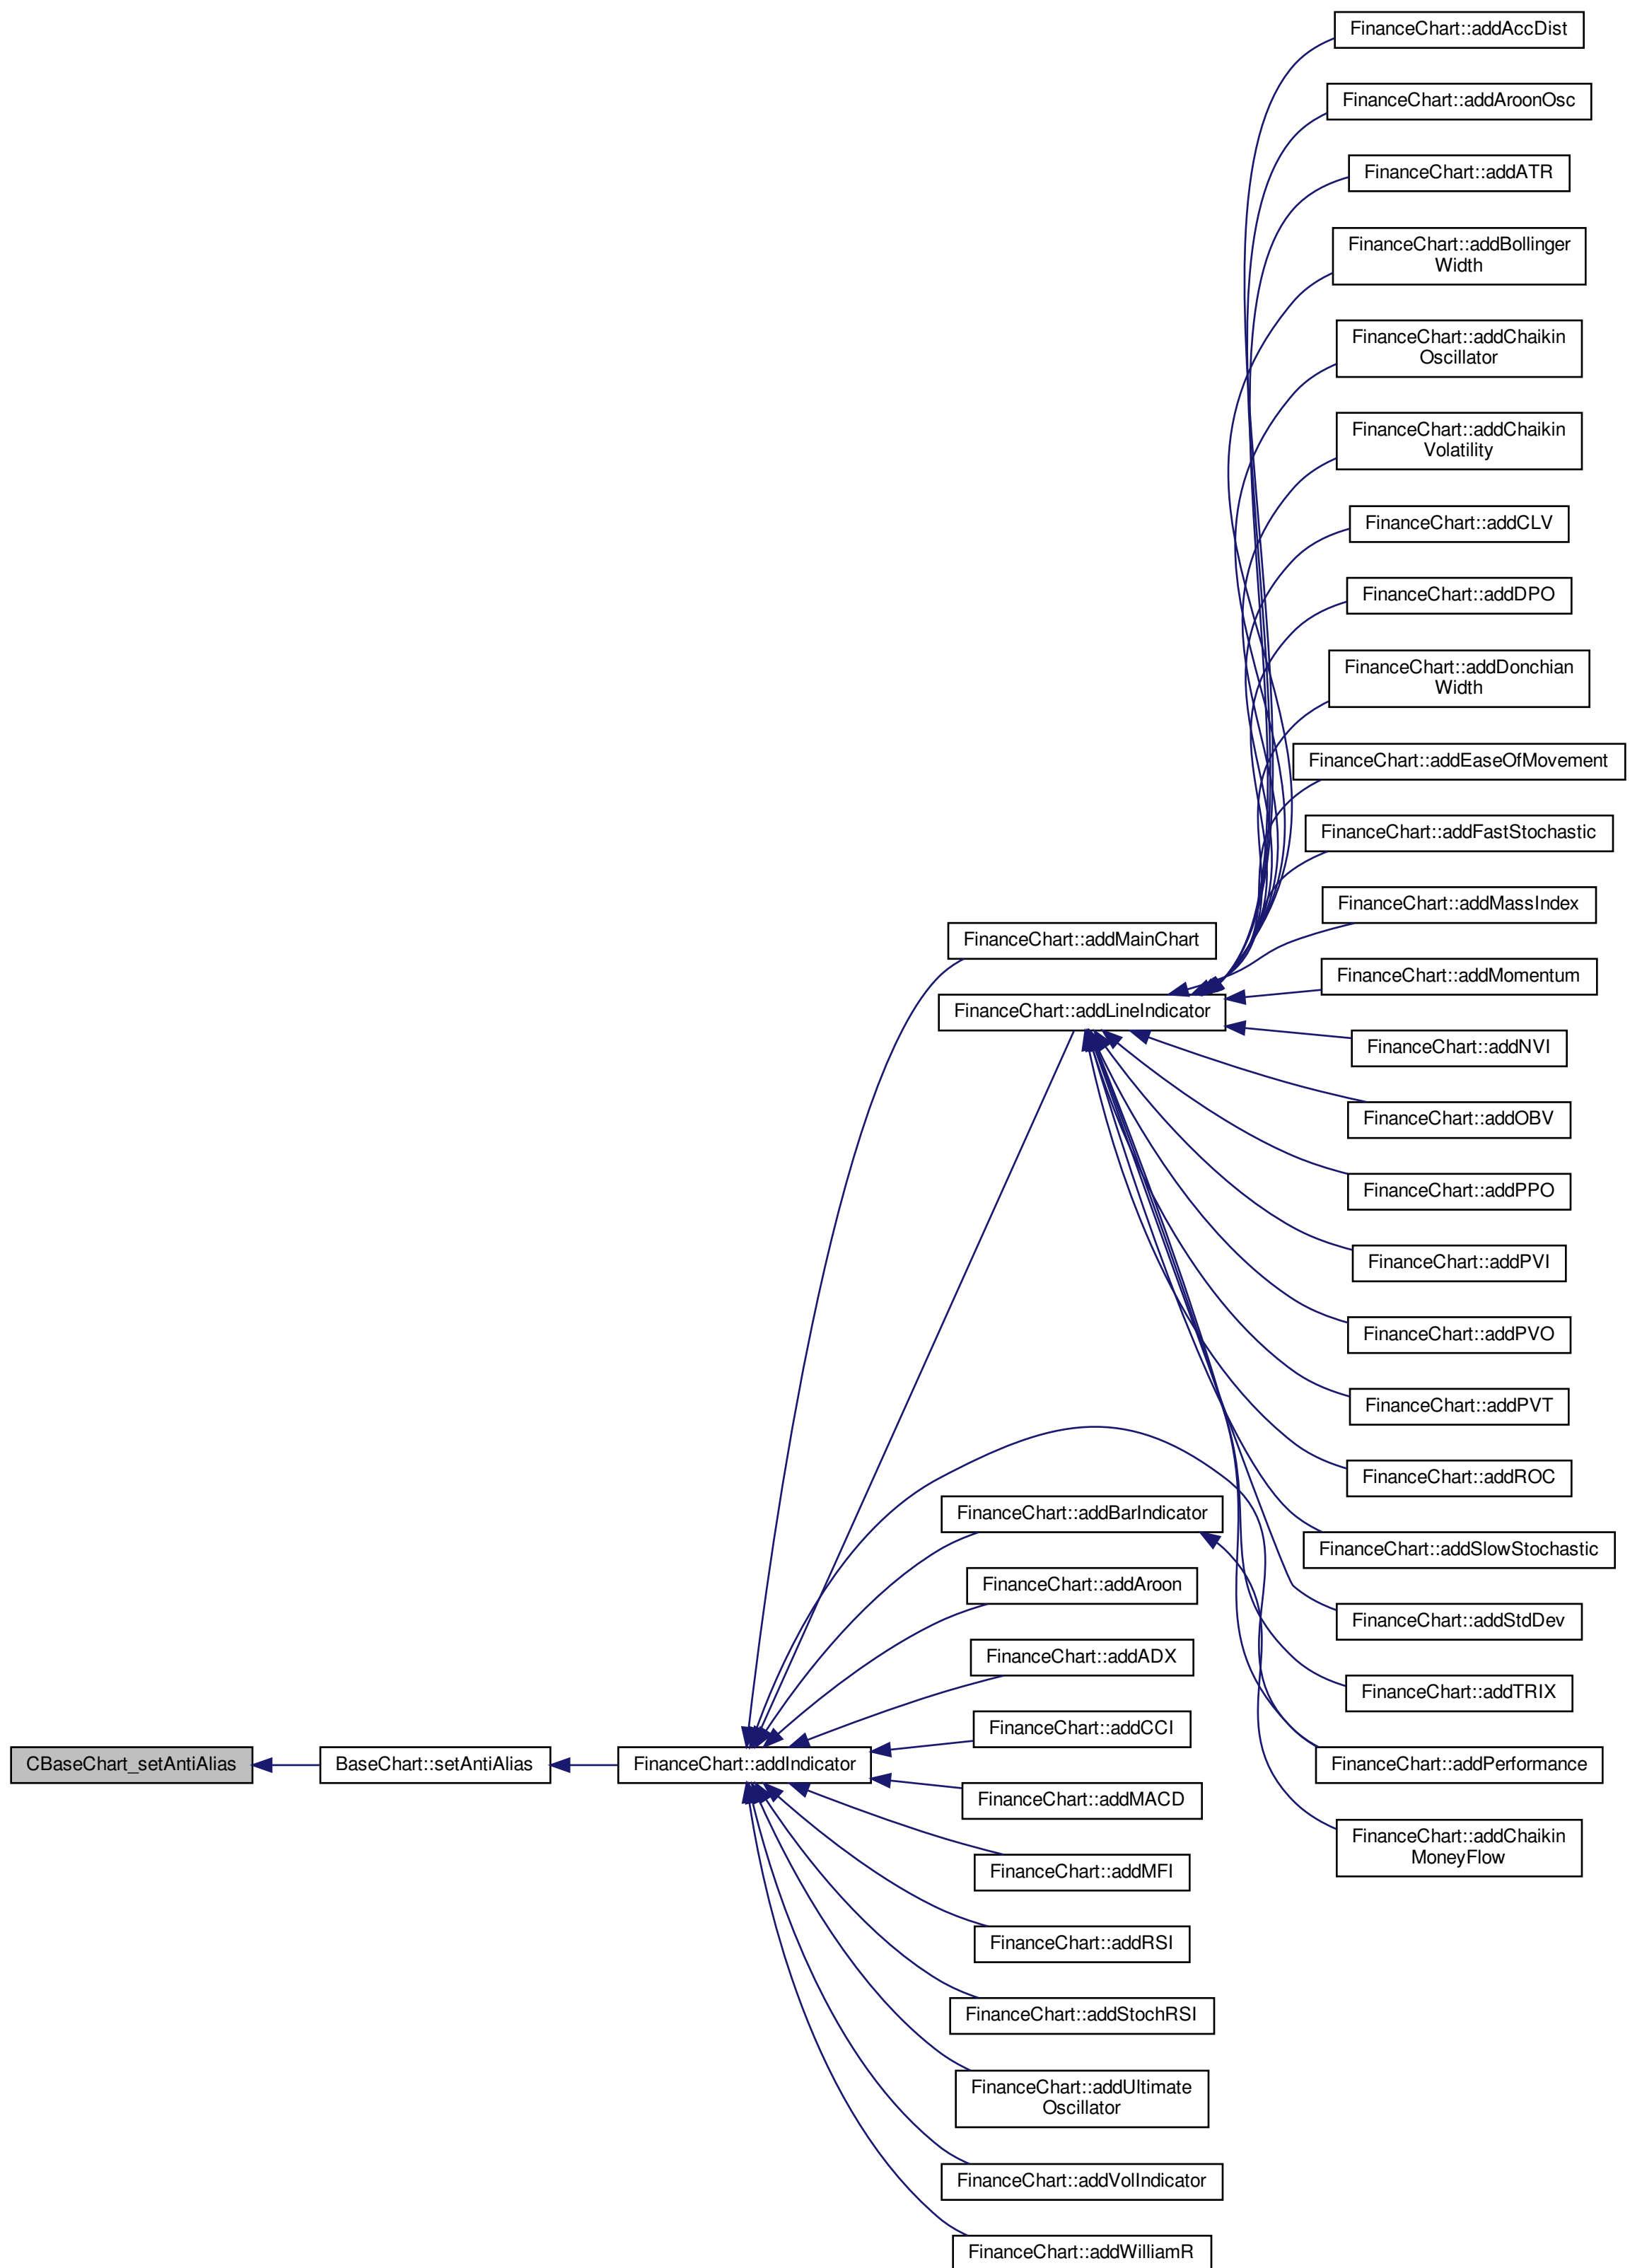 FinanceChart::addAccDist
FinanceChart::addAroonOsc
FinanceChart::addATR
FinanceChart::addBollinger
Width
FinanceChart::addChaikin
Oscillator
FinanceChart::addChaikin
Volatility
FinanceChart::addCLV
FinanceChart::addDPO
FinanceChart::addDonchian
Width
FinanceChart::addEaseOfMovement
FinanceChart::addFastStochastic
FinanceChart::addMassIndex
FinanceChart::addMainChart
FinanceChart::addMomentum
FinanceChart::addLineIndicator
FinanceChart::addNVI
FinanceChart::addOBV
FinanceChart::addPPO
FinanceChart::addPVI
FinanceChart::addPVO
FinanceChart::addPVT
FinanceChart::addROC
FinanceChart::addBarIndicator
FinanceChart::addSlowStochastic
FinanceChart::addAroon
FinanceChart::addStdDev
FinanceChart::addADX
FinanceChart::addTRIX
FinanceChart::addCCI
CBaseChart_setAntiAlias
BaseChart::setAntiAlias
FinanceChart::addIndicator
FinanceChart::addPerformance
FinanceChart::addMACD
FinanceChart::addChaikin
MoneyFlow
FinanceChart::addMFI
FinanceChart::addRSI
FinanceChart::addStochRSI
FinanceChart::addUltimate
Oscillator
FinanceChart::addVolIndicator
FinanceChart::addWilliamR